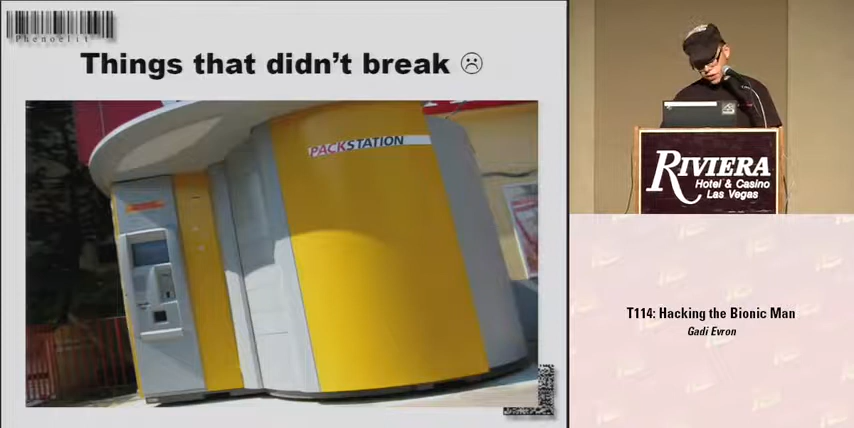 Phenoelit
Things that didn't break ☹
PACKSTATION
RIVIERA
Hotel & Casino
Las Vegas
T114: Hacking the Bionic Man
Gadi Evron